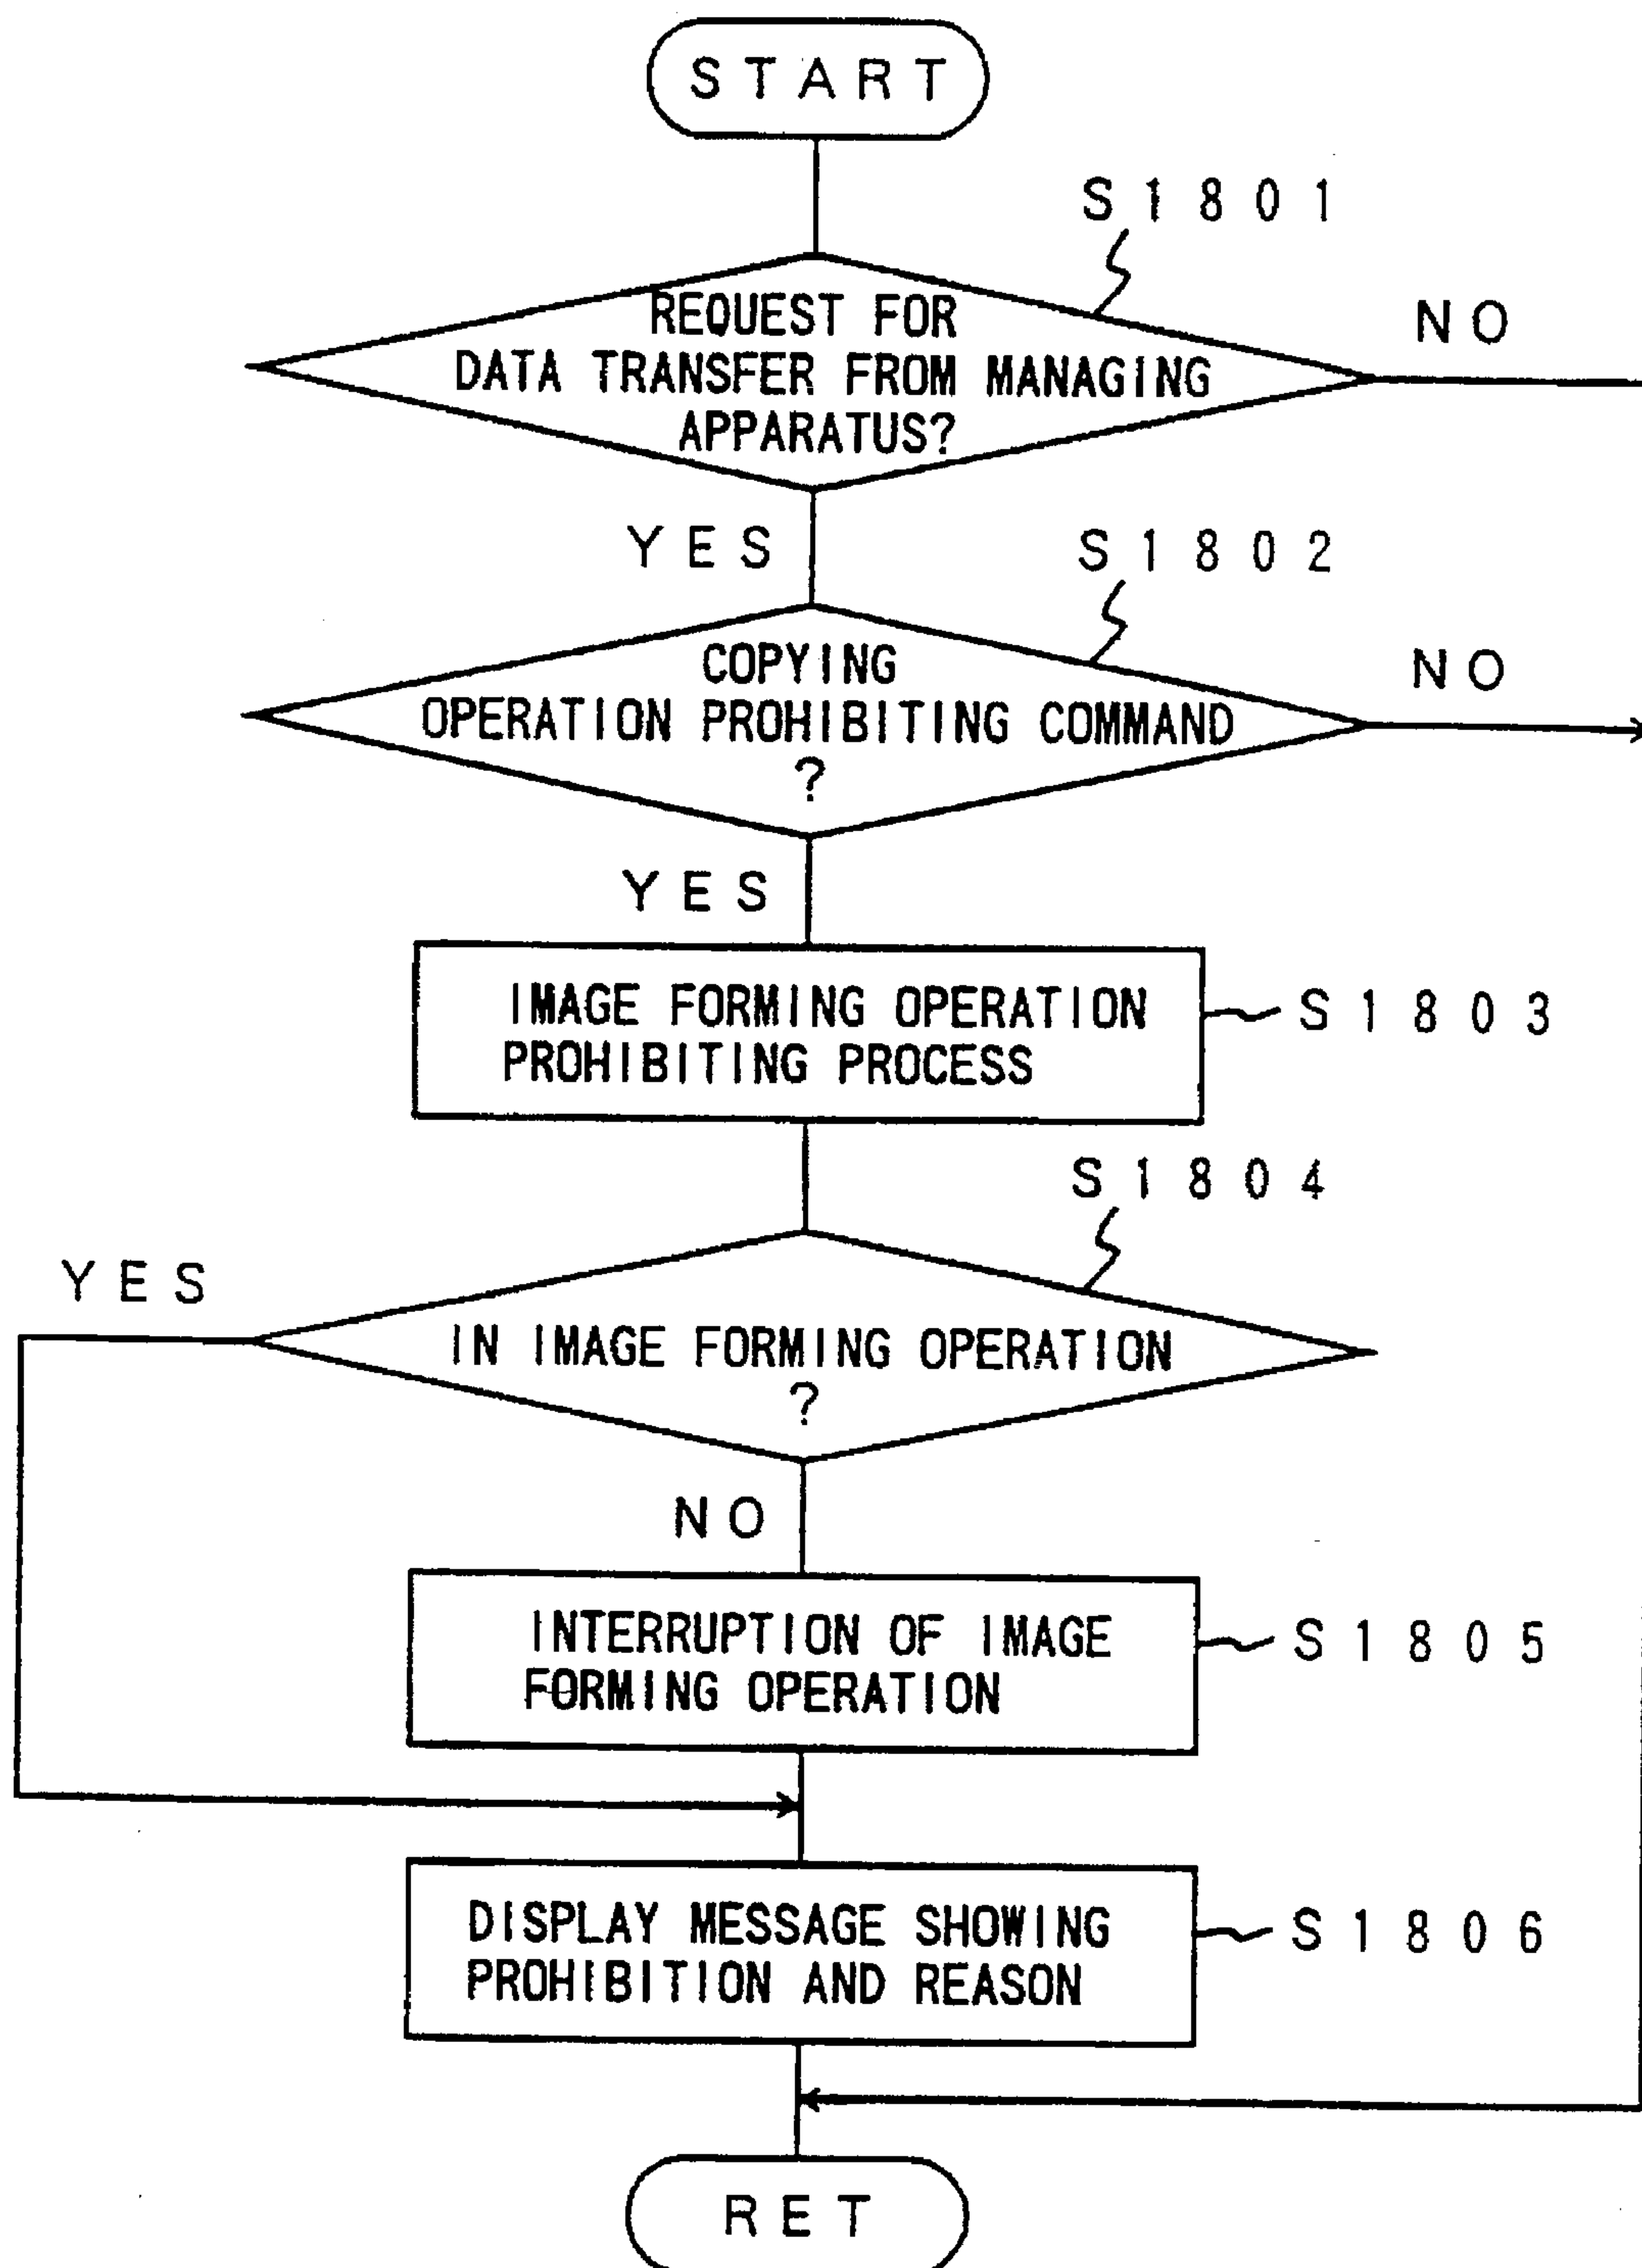 START
S1801
REQUEST FOR
DATA TRANSFER FROM MANAGING
APPARATUS?
NO
YES
S1802
COPYING
OPERATION PROHIBITING COMMAND
?
NO
YES
IMAGE FORMING OPERATION
PROHIBITING PROCESS
S1803
S1804
YES
IN IMAGE FORMING OPERATION
?
NO
INTERRUPTION OF IMAGE
FORMING OPERATION
S1805
DISPLAY MESSAGE SHOWING
PROHIBITION AND REASON
S1806
RET